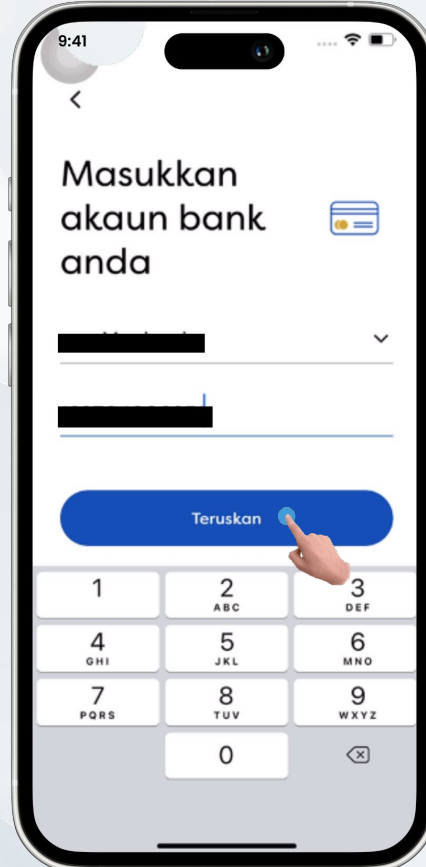 9:41
Masukkan
akaun bank
anda
Teruskan
1
2
ABC
3
DEF
4
GHI
5
JKL
6
MNO
7
PQRS
8
TUV
9
WXYZ
0